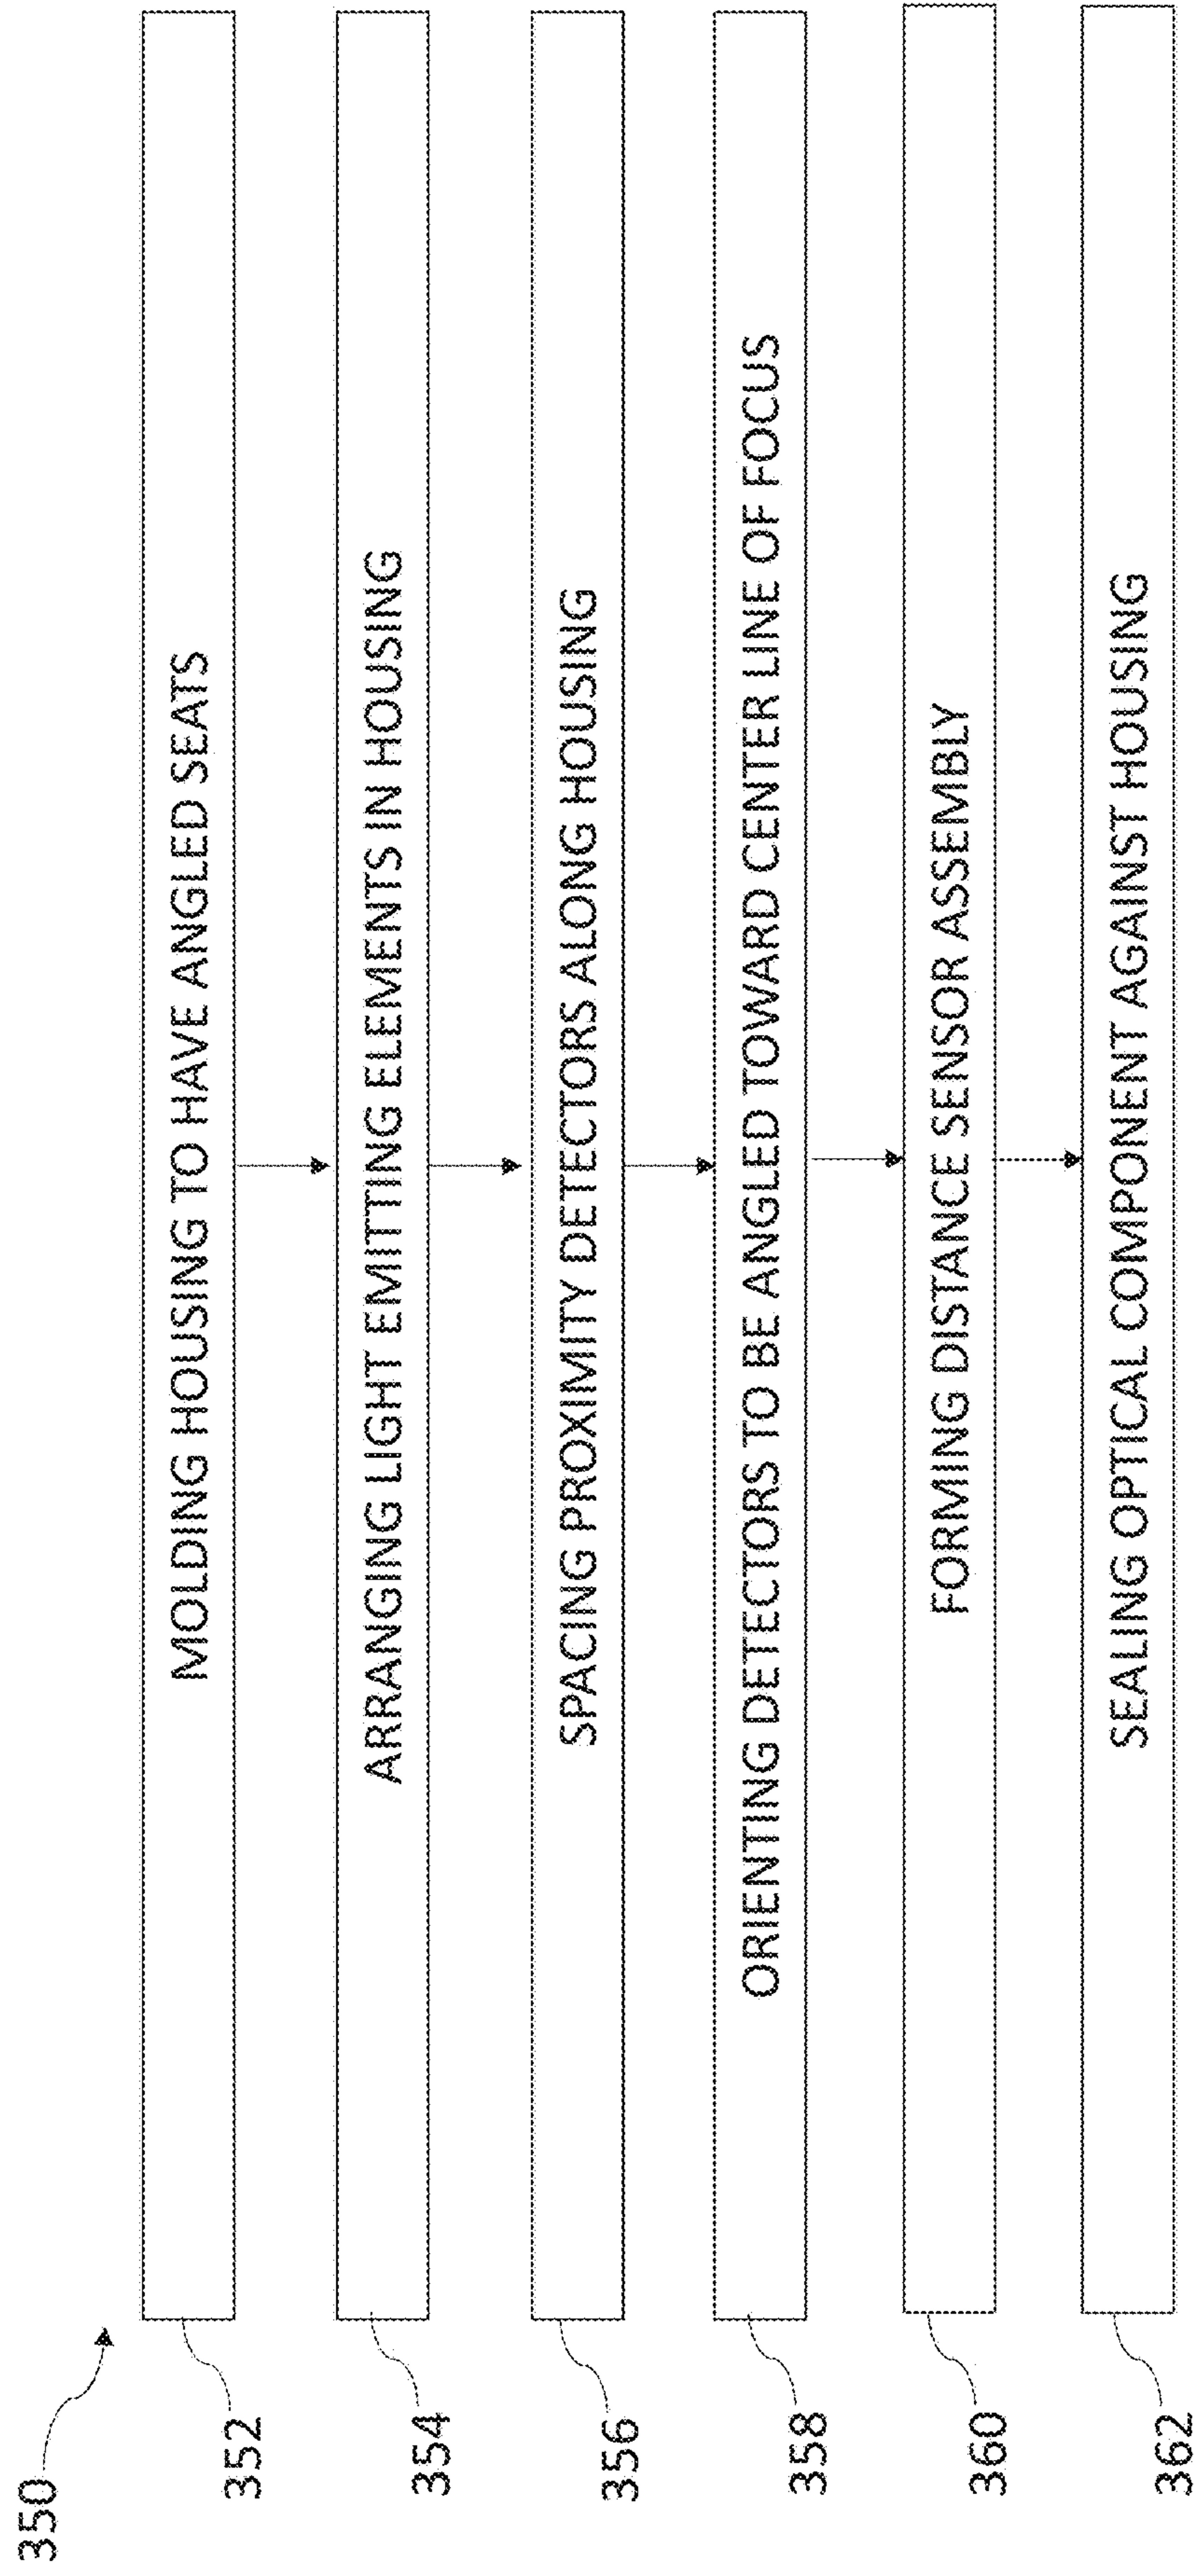 350
352
MOLDING HOUSING TO HAVE ANGLED SEATS
354
ARRANGING LIGHT EMITTING ELEMENTS IN HOUSING
356
SPACING PROXIMITY DETECTORS ALONG HOUSING
358
ORIENTING DETECTORS TO BE ANGLED TOWARD CENTER LINE OF FOCUS
360
FORMING DISTANCE SENSOR ASSEMBLY
362
SEALING OPTICAL COMPONENT AGAINST HOUSING